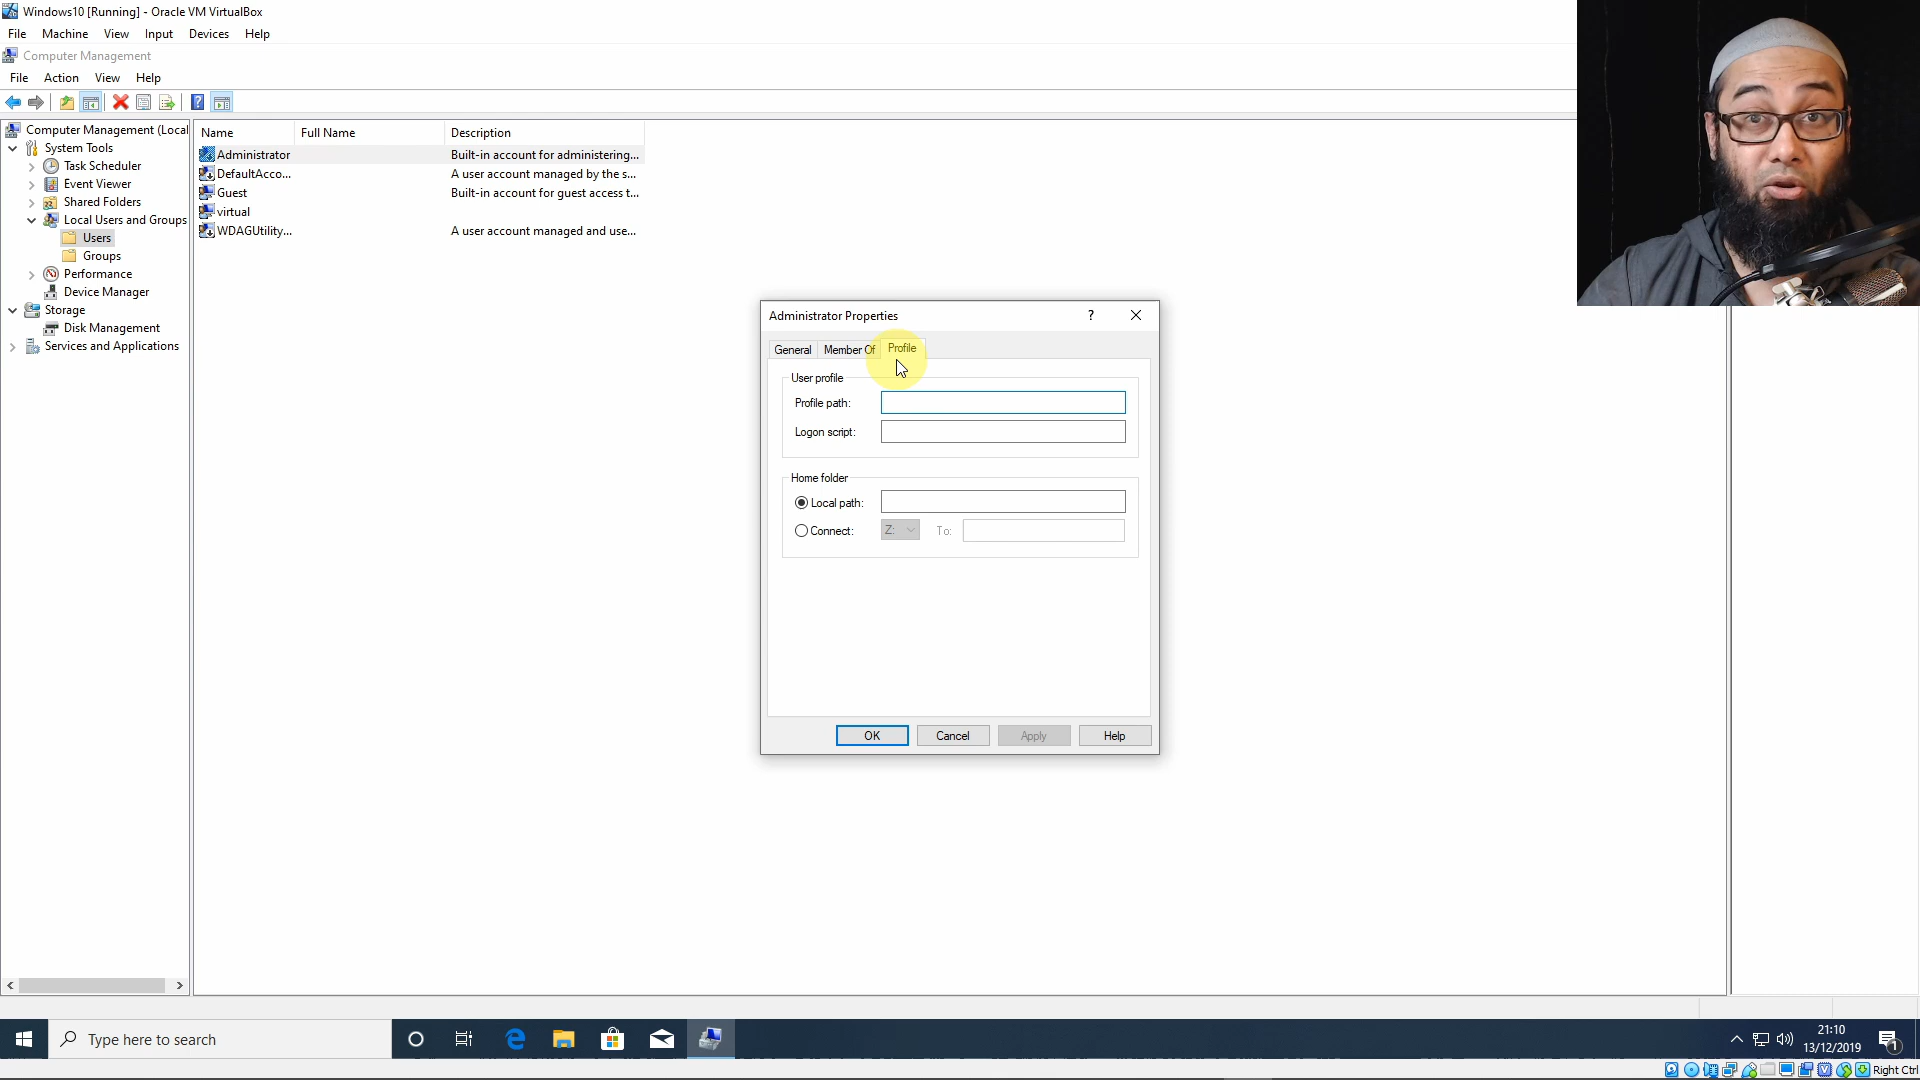 Windows10 [Running] - Oracle VM VirtualBox
File Machine View Input Devices Help
Computer Management
File Action View Help
Computer Management (Local
System Tools
Task Scheduler
Event Viewer
Shared Folders
Local Users and Groups
Users
Groups
Performance
Device Manager
Storage
Disk Management
Services and Applications
Name Full Name Description
Administrator Built-in account for administering...
DefaultAcco... A user account managed by the s...
Guest Built-in account for guest access t...
virtual
WDAGUtility... A user account managed and use...
Administrator Properties ?
General Member Of Profile
User profile
Profile path:
Logon script:
Home folder
Local path:
Connect: Z: To:
OK Cancel Apply Help
Type here to search
21:10
13/12/2019
1
Right Ctrl